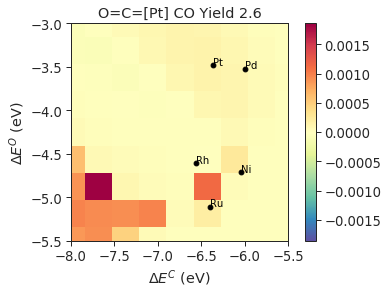 O=C=[Pt] CO Yield 2.6
ΔE^O (eV)
−3.0
−3.5
−4.0
−4.5
−5.0
−5.5
Pt
Pd
Rh
Ni
Ru
−8.0 −7.5 −7.0 −6.5 −6.0 −5.5
ΔE^C (eV)
0.0015
0.0010
0.0005
0.0000
−0.0005
−0.0010
−0.0015